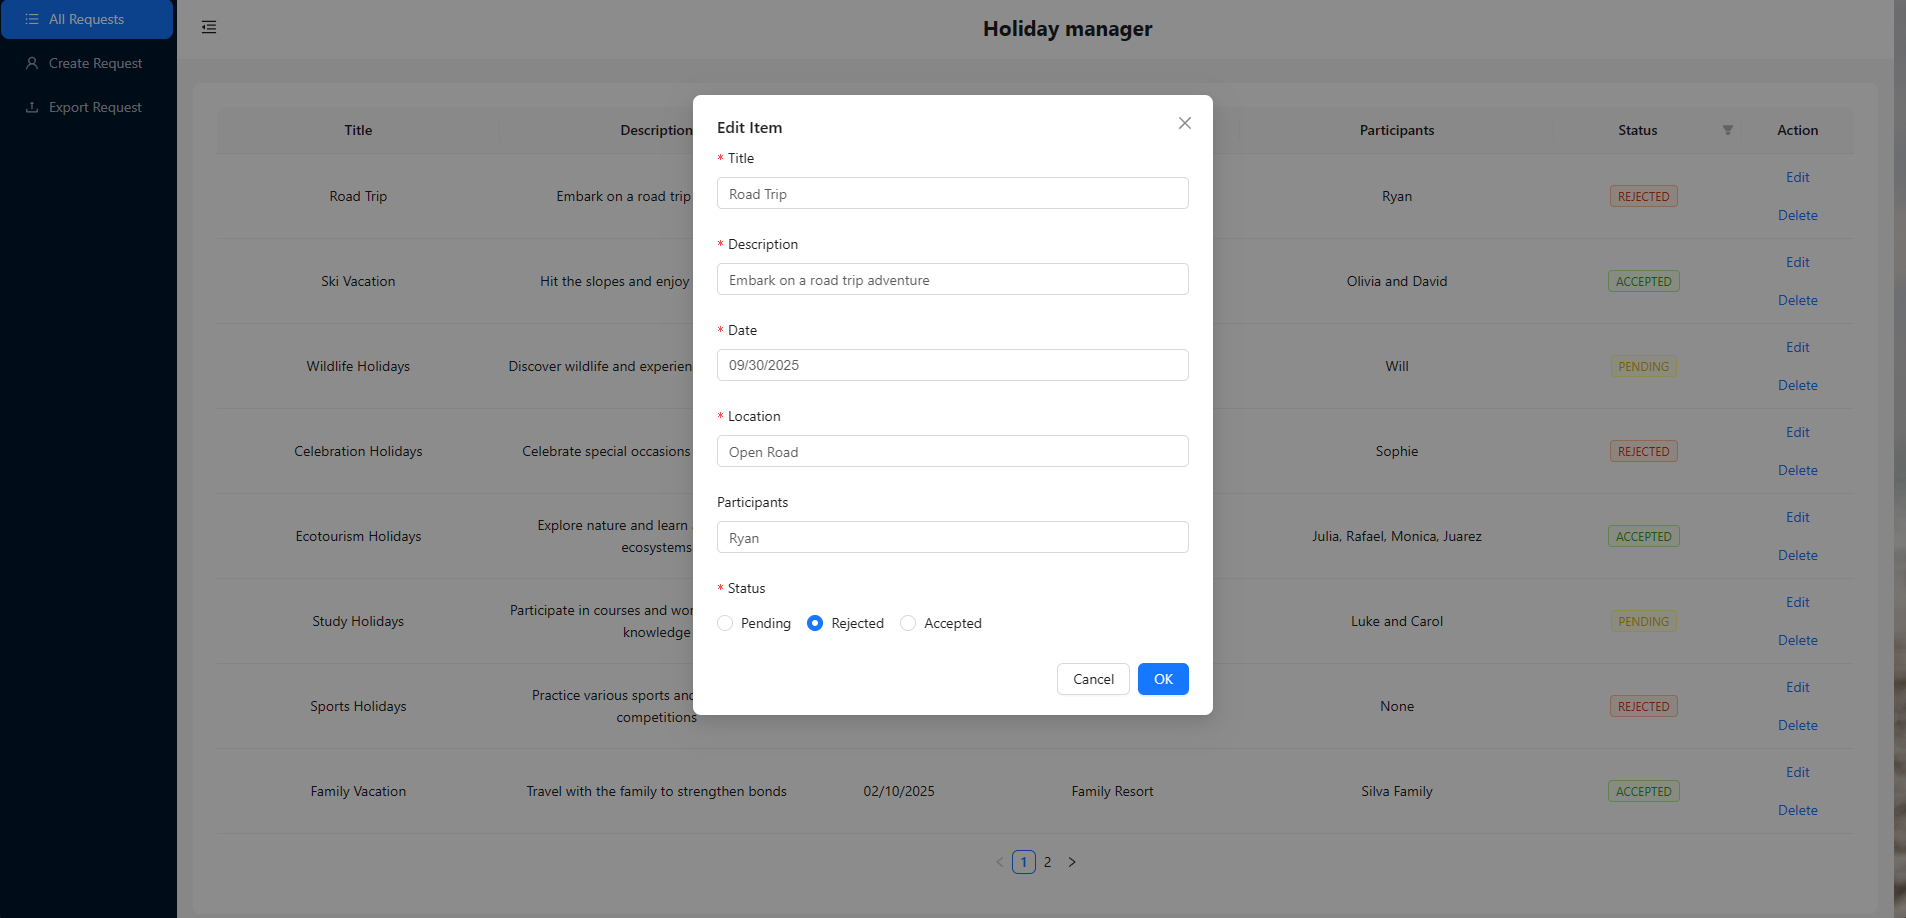 All Requests
Create Request
Export Request
Holiday manager
Title
Description
Participants
Status
Action
Road Trip
Embark on a road trip
Ryan
REJECTED
Edit
Delete
Ski Vacation
Hit the slopes and enjoy
Olivia and David
ACCEPTED
Edit
Delete
Wildlife Holidays
Discover wildlife and experien
Will
PENDING
Edit
Delete
Celebration Holidays
Celebrate special occasions
Sophie
REJECTED
Edit
Delete
Ecotourism Holidays
Explore nature and learn
ecosystems
Julia, Rafael, Monica, Juarez
ACCEPTED
Edit
Delete
Study Holidays
Participate in courses and wor
knowledge
Luke and Carol
PENDING
Edit
Delete
Sports Holidays
Practice various sports and
competitions
None
REJECTED
Edit
Delete
Family Vacation
Travel with the family to strengthen bonds
02/10/2025
Family Resort
Silva Family
ACCEPTED
Edit
Delete
< 1 2 >
Edit Item
* Title
Road Trip
* Description
Embark on a road trip adventure
* Date
09/30/2025
* Location
Open Road
Participants
Ryan
* Status
Pending Rejected Accepted
Cancel OK